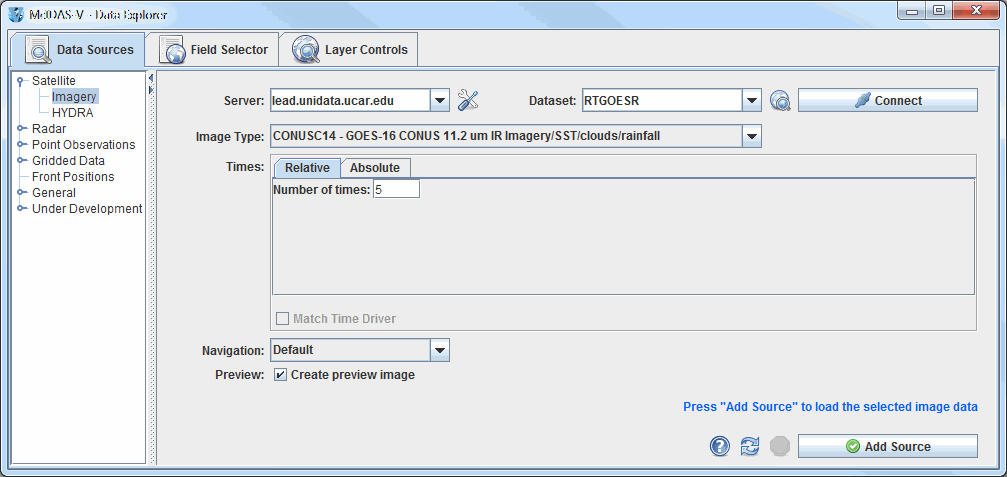 McIDAS-V - Data Explorer
Data Sources Field Selector Layer Controls
Satellite
Imagery
HYDRA
Radar
Point Observations
Gridded Data
Front Positions
General
Under Development
Server: lead.unidata.ucar.edu Dataset: RTGOESR Connect
Image Type: CONUSC14 - GOES-16 CONUS 11.2 um IR Imagery/SST/clouds/rainfall
Times: Relative Absolute
Number of times: 5
Match Time Driver
Navigation: Default
Preview: Create preview image
Press "Add Source" to load the selected image data
? Add Source